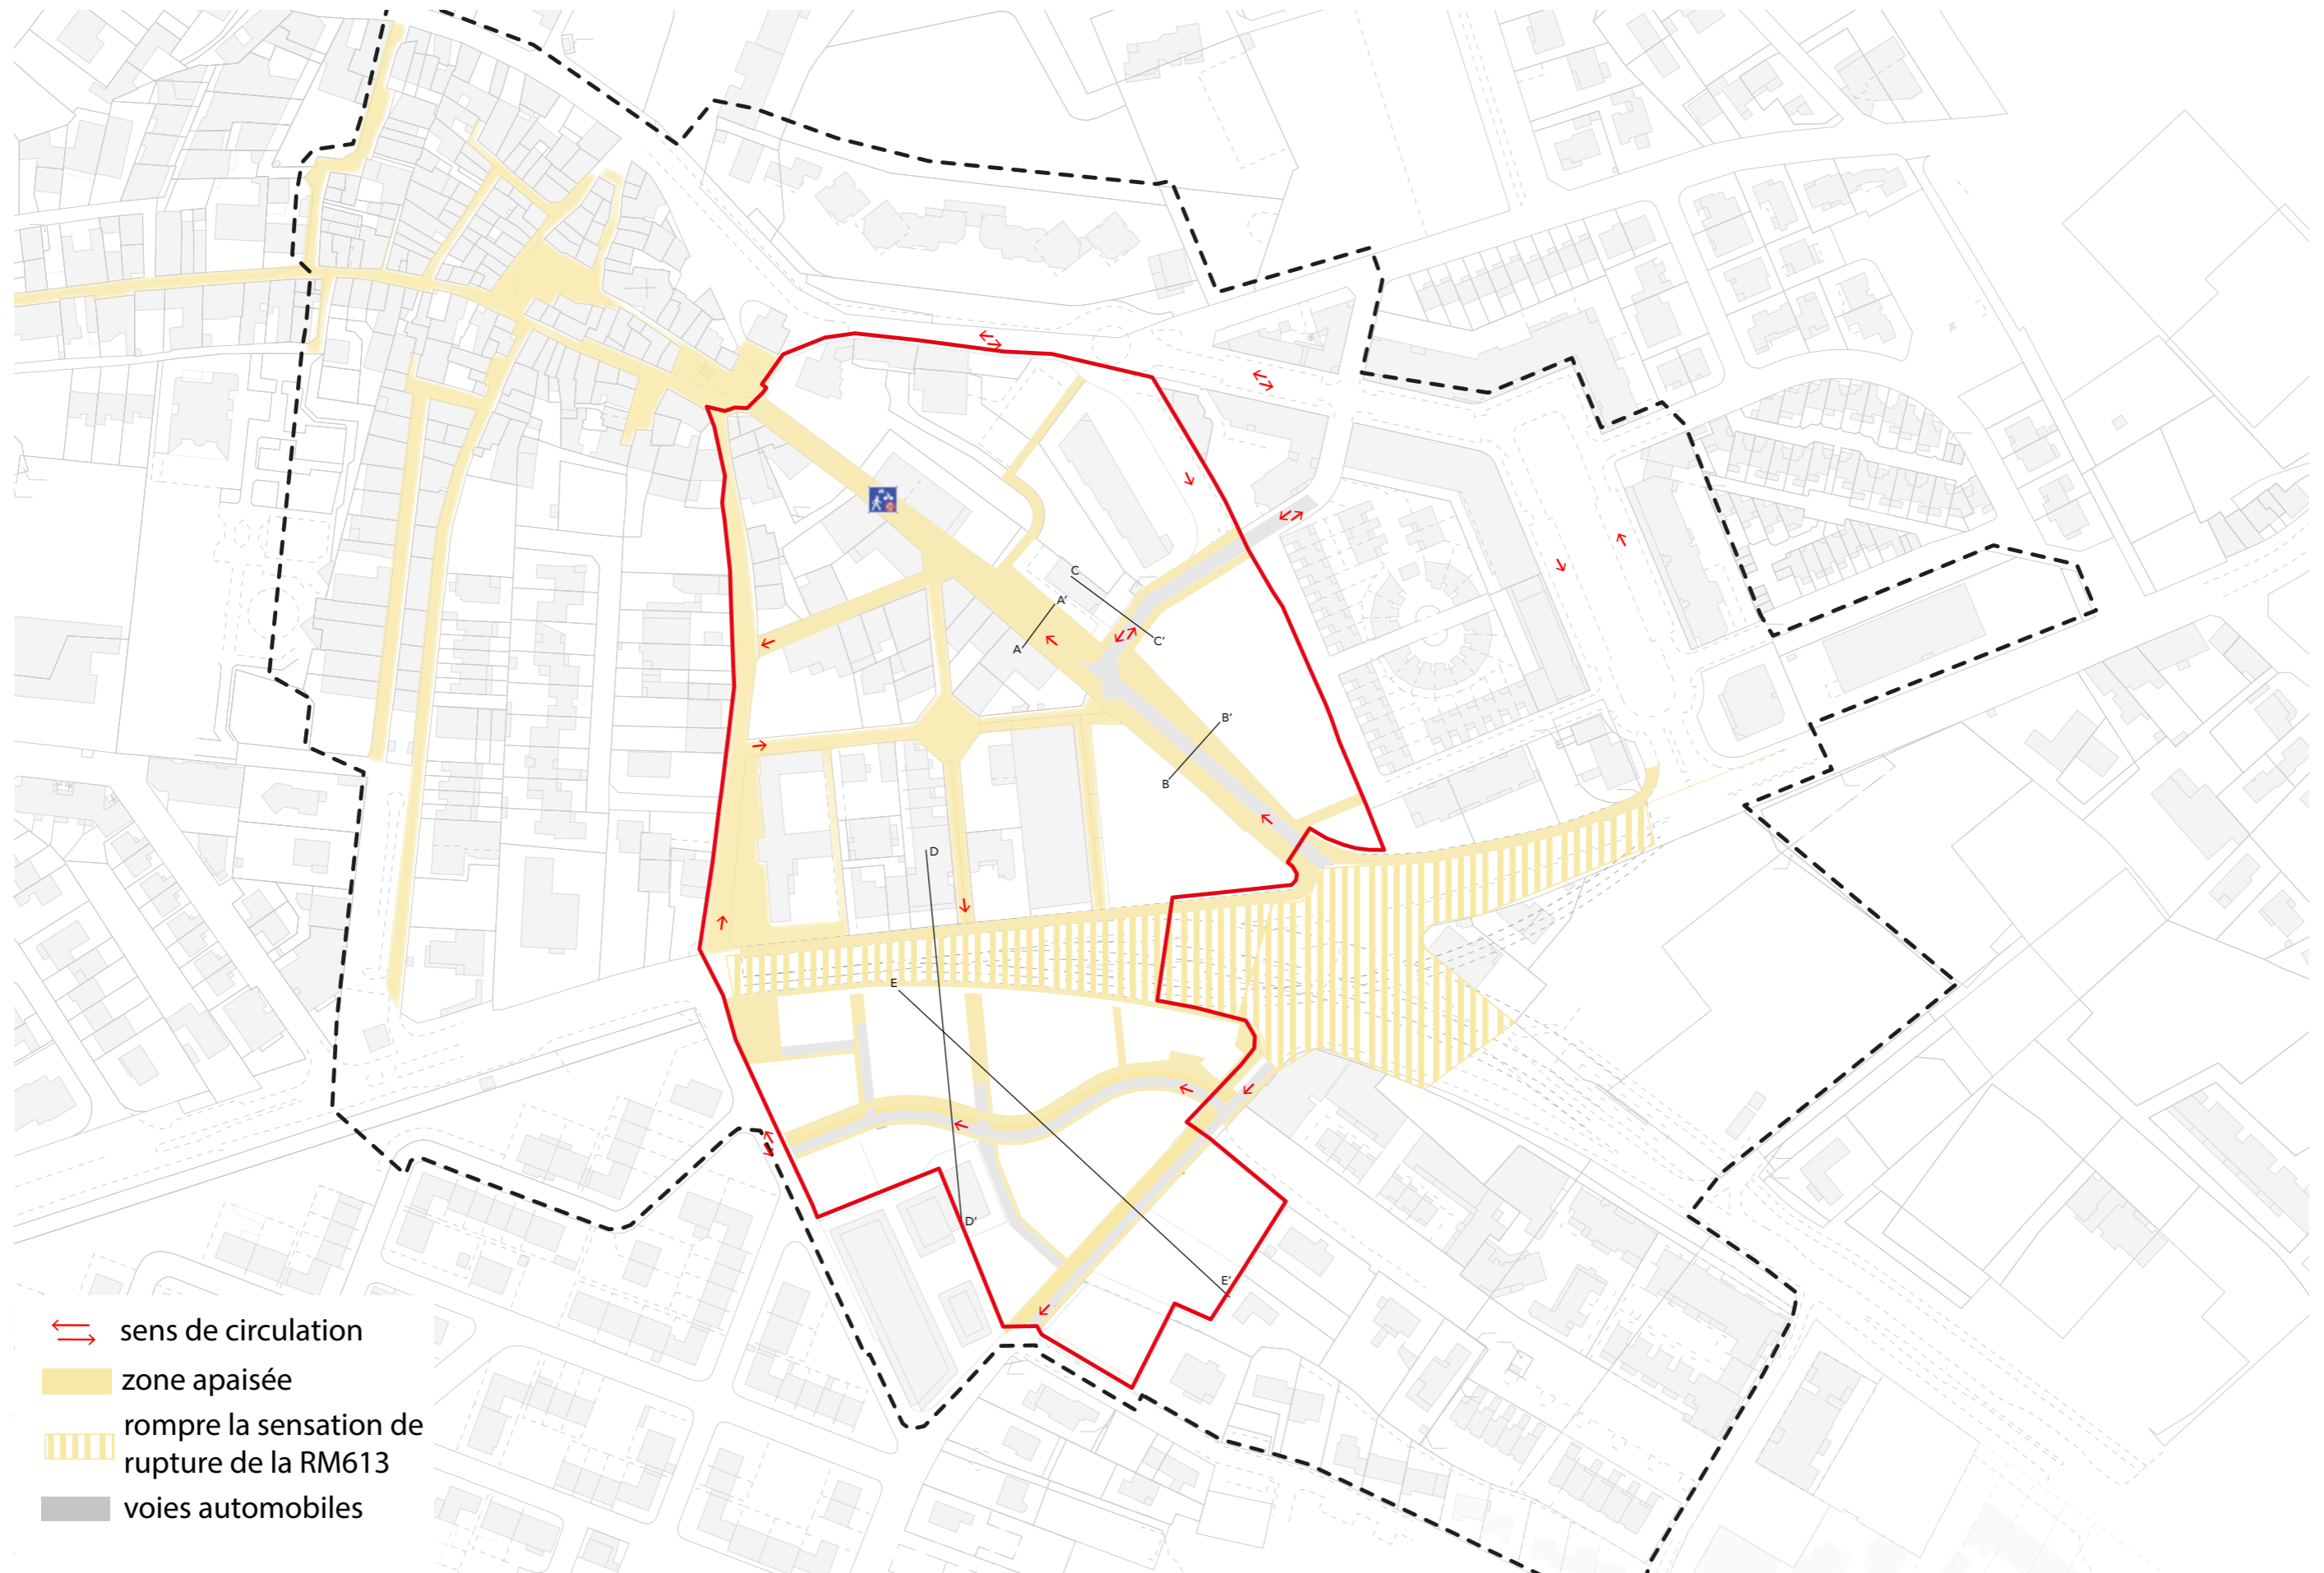 C
A'
A
C'
B'
B
D
E
D'
E'
sens de circulation
zone apaisée
rompre la sensation de
rupture de la RM613
voies automobiles